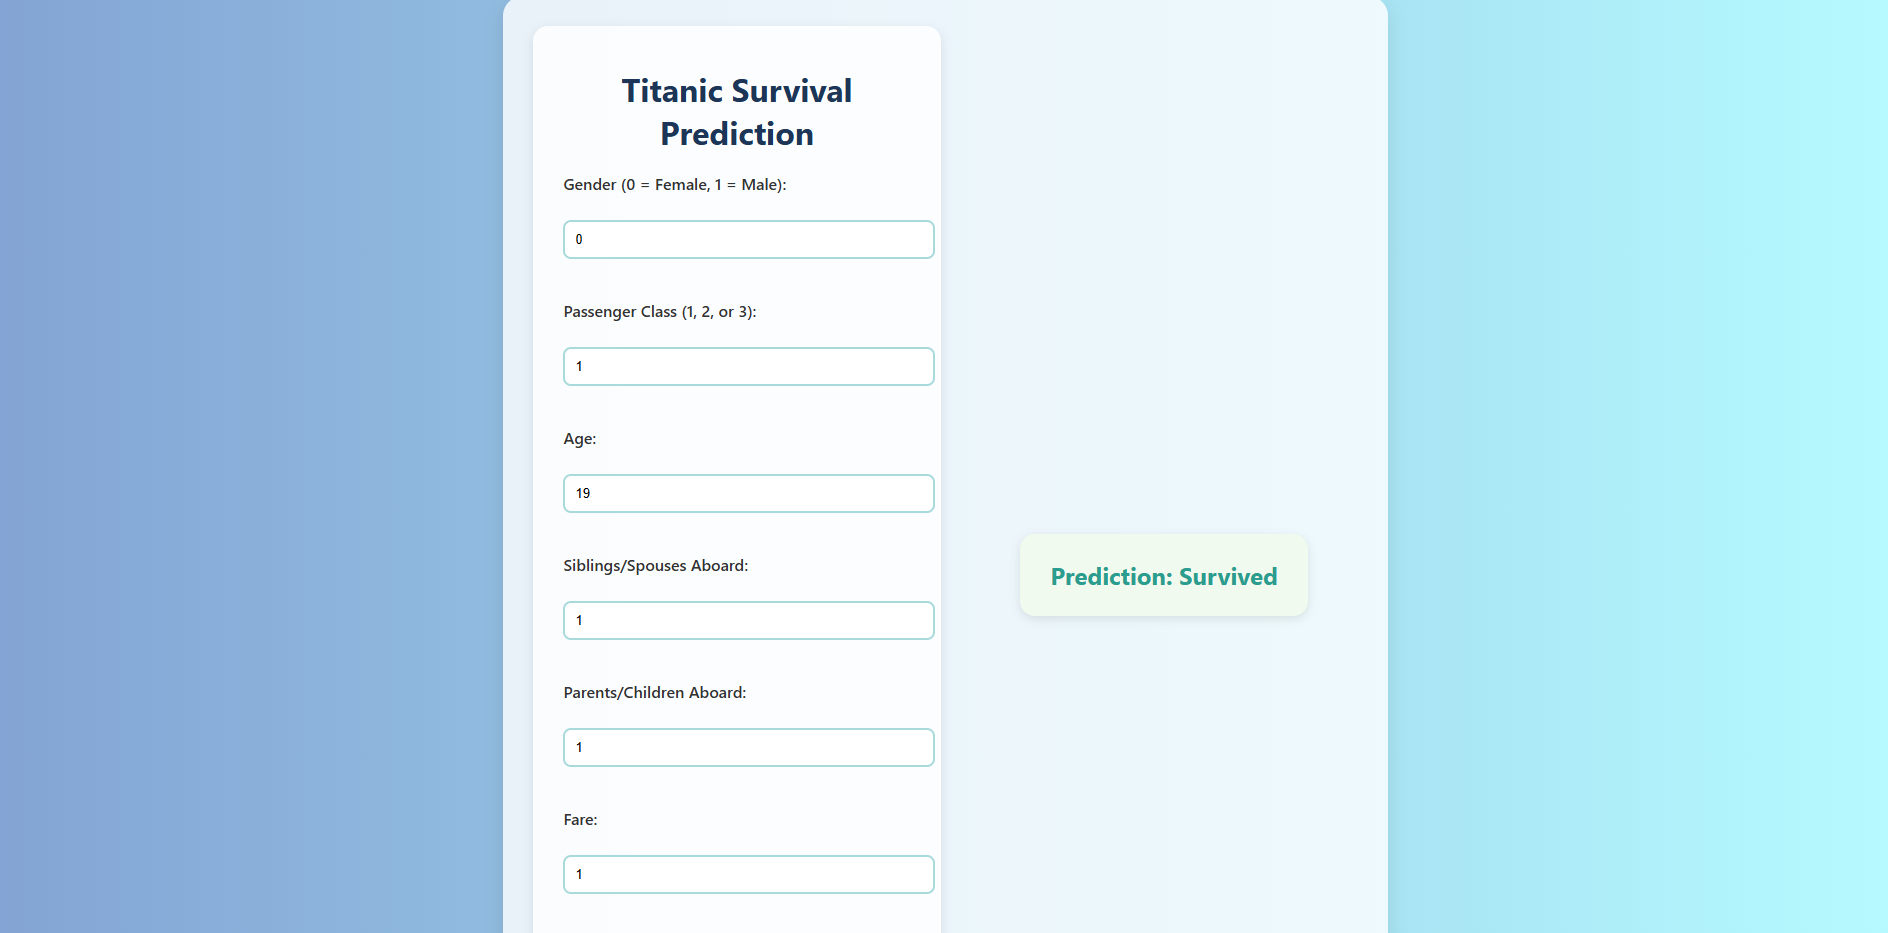 Titanic Survival
Prediction
Gender (0 = Female, 1 = Male):
0
Passenger Class (1, 2, or 3):
1
Age:
19
Siblings/Spouses Aboard:
1
Parents/Children Aboard:
1
Fare:
1
Prediction: Survived